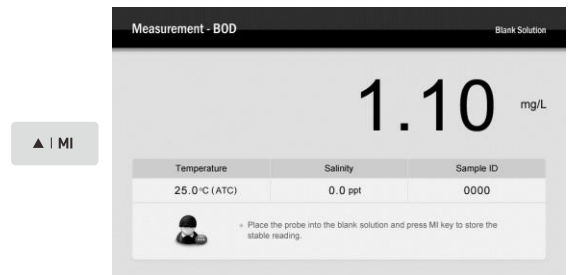 Measurement - BOD
Blank Solution
1.10 mg/L
▲ | MI
Temperature Salinity Sample ID
25.0°C (ATC) 0.0 ppt 0000
Place the probe into the blank solution and press MI key to store the
stable reading.